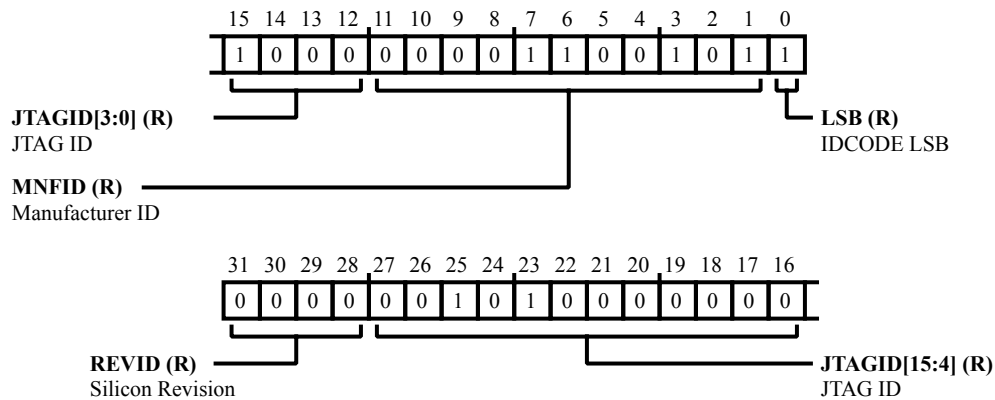 15 14 13 12 11 10 9 8 7 6 5 4 3 2 1 0
1 0 0 0 0 0 0 0 1 1 0 0 1 0 1 1
JTAGID[3:0] (R)
JTAG ID
LSB (R)
IDCODE LSB
MNFID (R)
Manufacturer ID
31 30 29 28 27 26 25 24 23 22 21 20 19 18 17 16
0 0 0 0 0 0 1 0 1 0 0 0 0 0 0 0
REVID (R)
Silicon Revision
JTAGID[15:4] (R)
JTAG ID